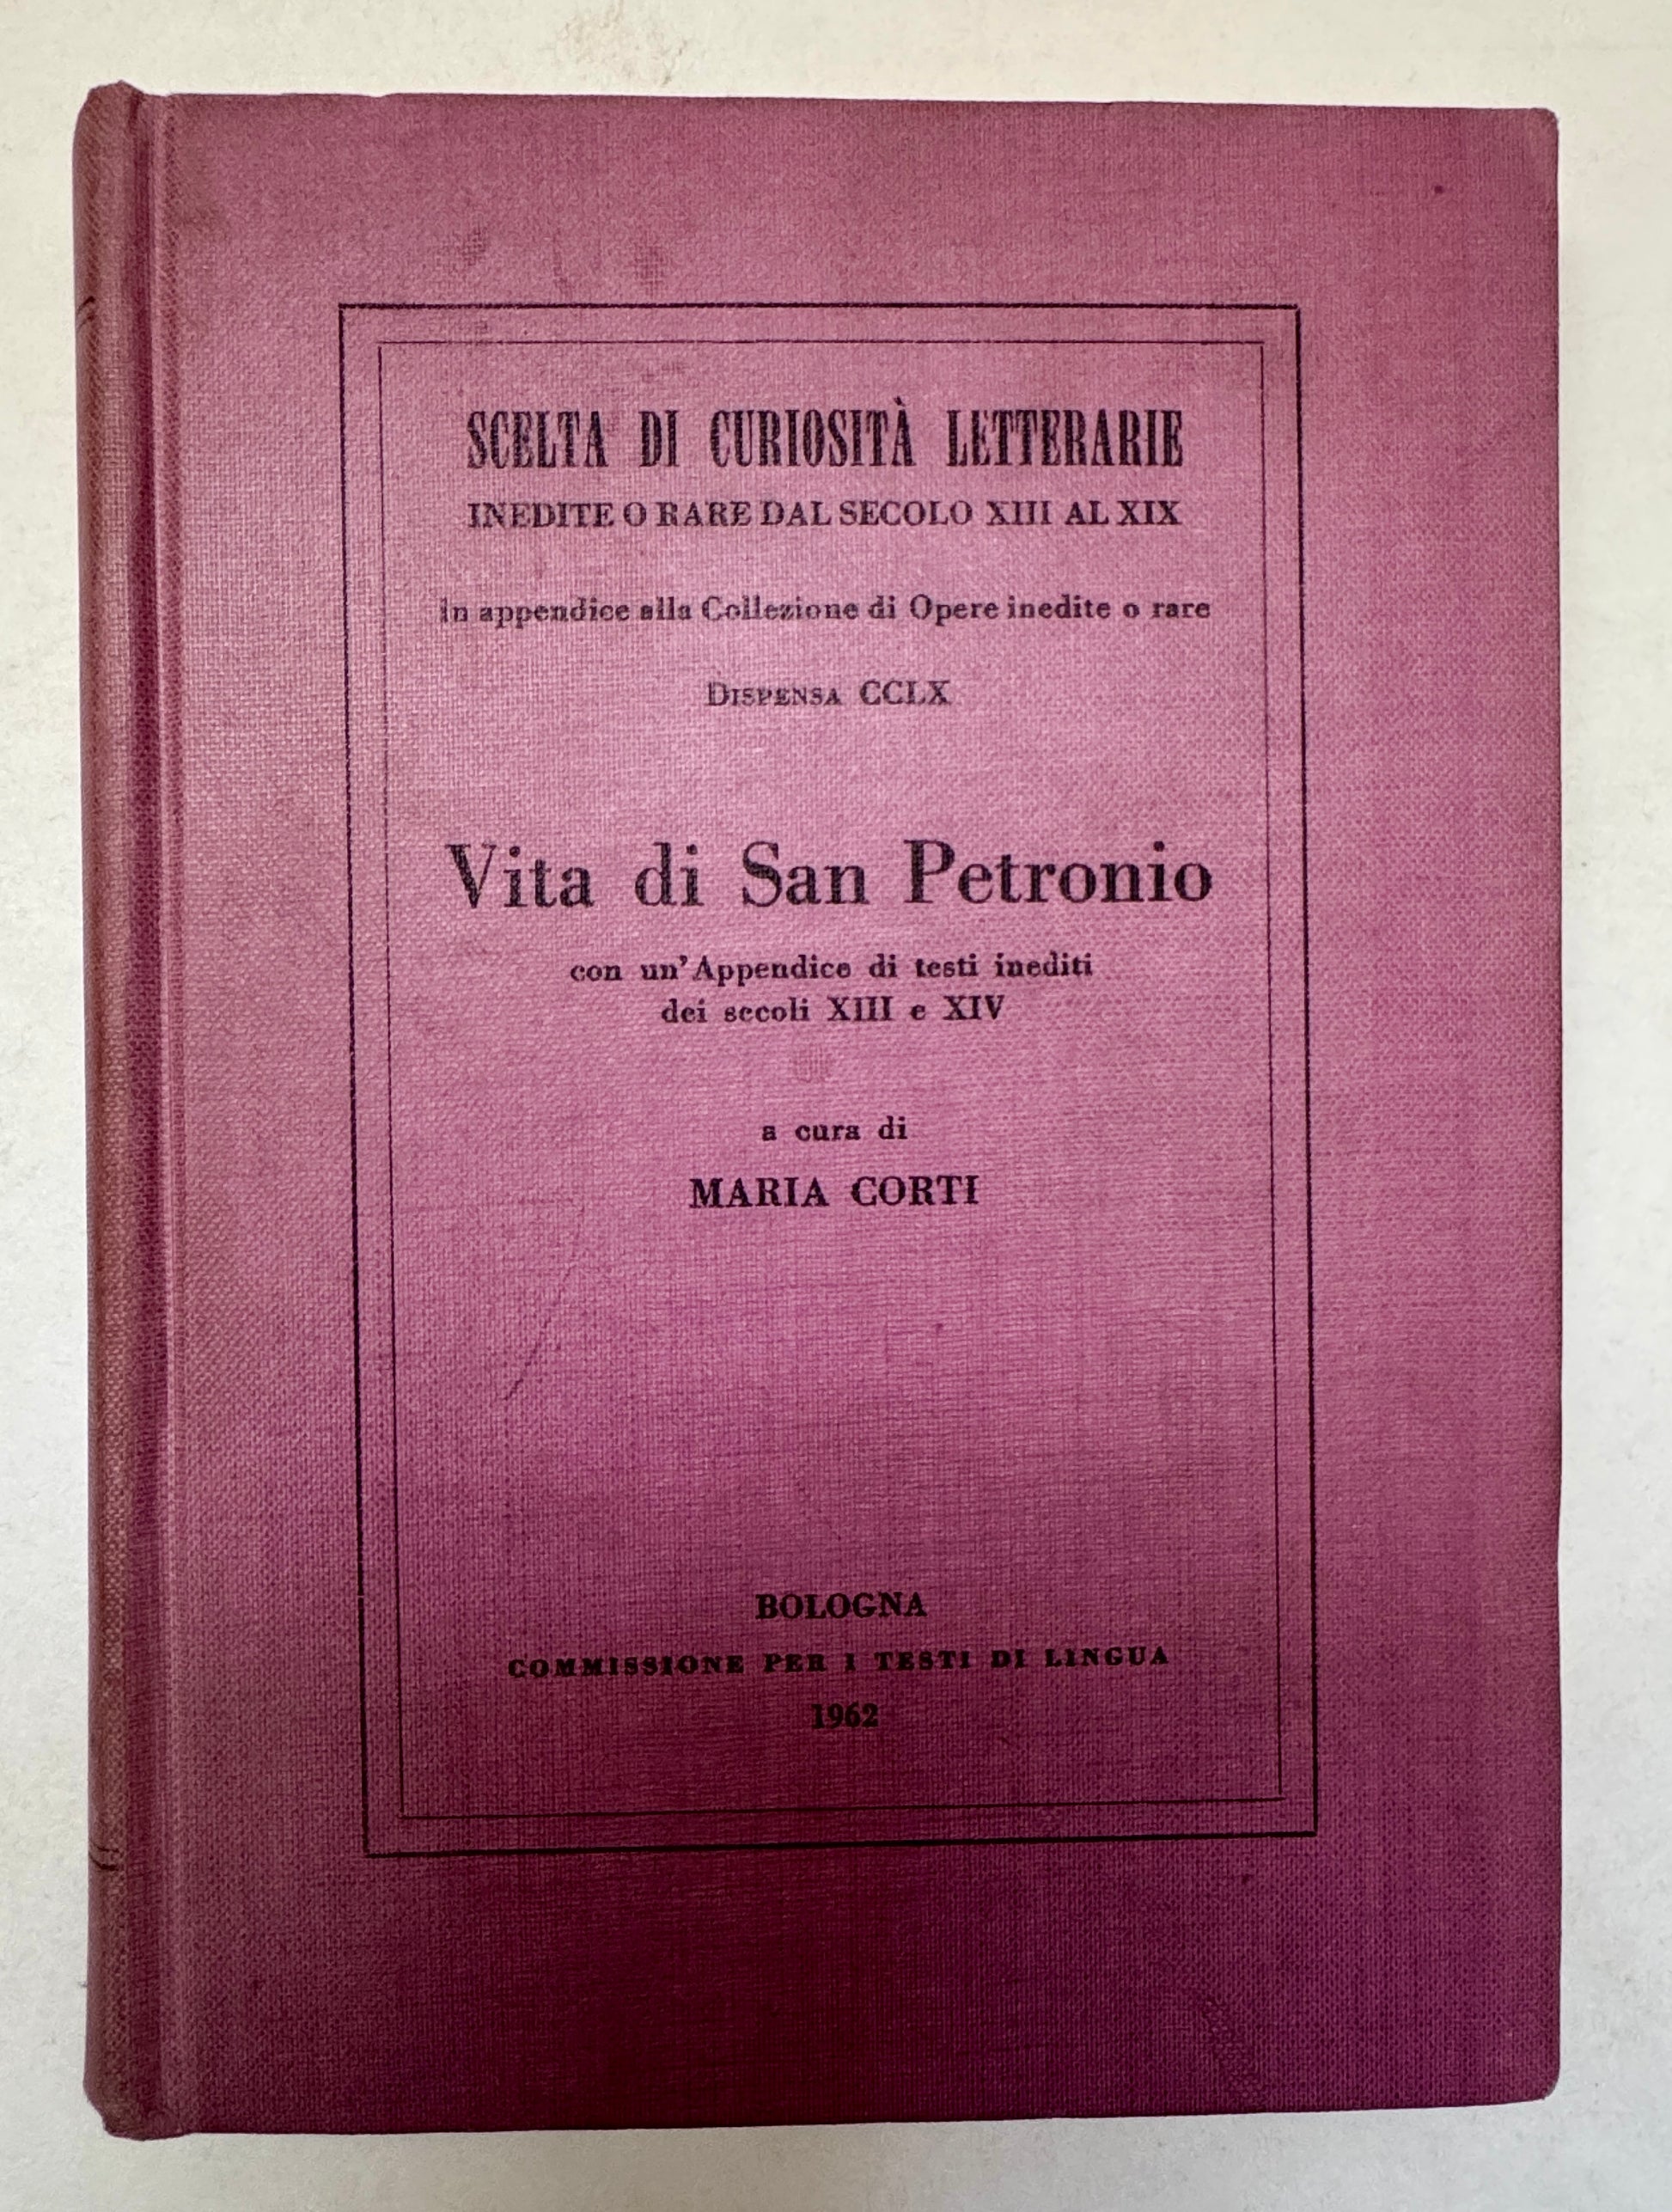 SCELTA DI CURIOSITÀ LETTERARIE
INEDITE O RARE DAL SECOLO XIII AL XIX
in appendice alla Collezione di Opere inedite o rare
DISPENSA CCLX
Vita di San Petronio
con un'Appendice di testi inediti
dei secoli XIII e XIV
a cura di
MARIA CORTI
BOLOGNA
COMMISSIONE PER I TESTI DI LINGUA
1962